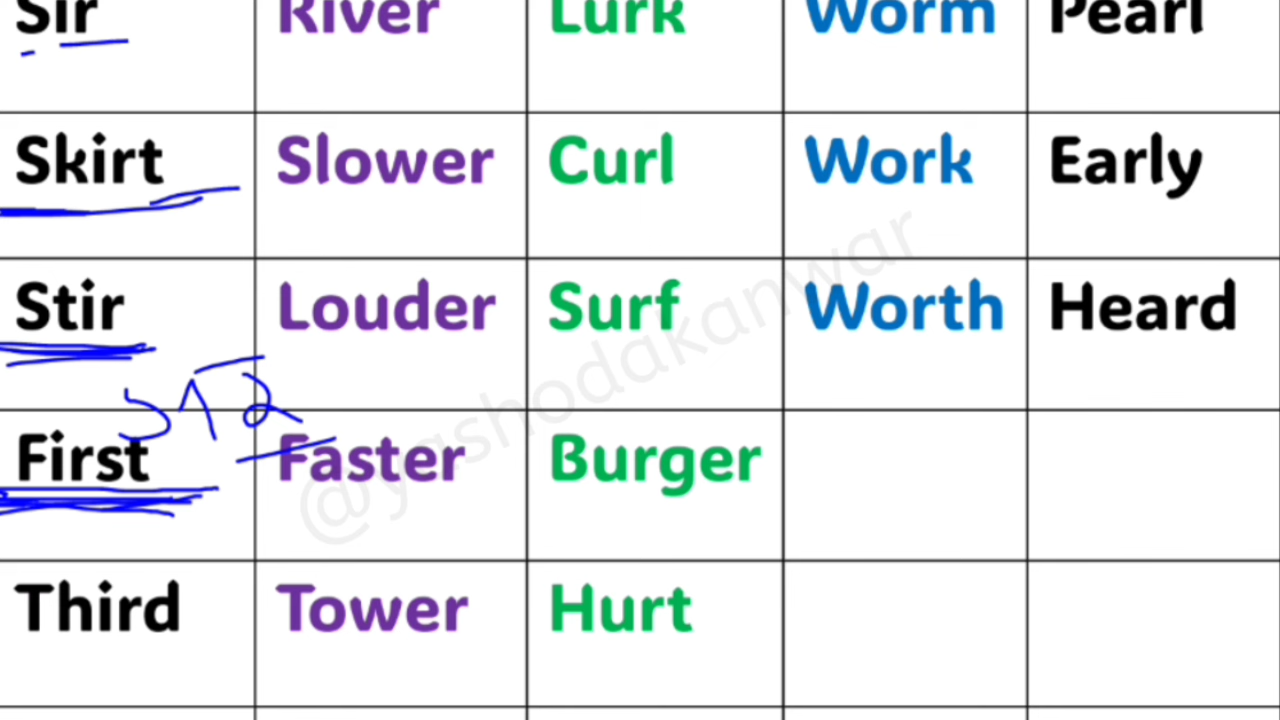 Sir River Lurk Worm Pearl
Skirt Slower Curl Work Early
Stir Louder Surf Worth Heard
First Faster Burger
Third Tower Hurt
@yashodakanwar